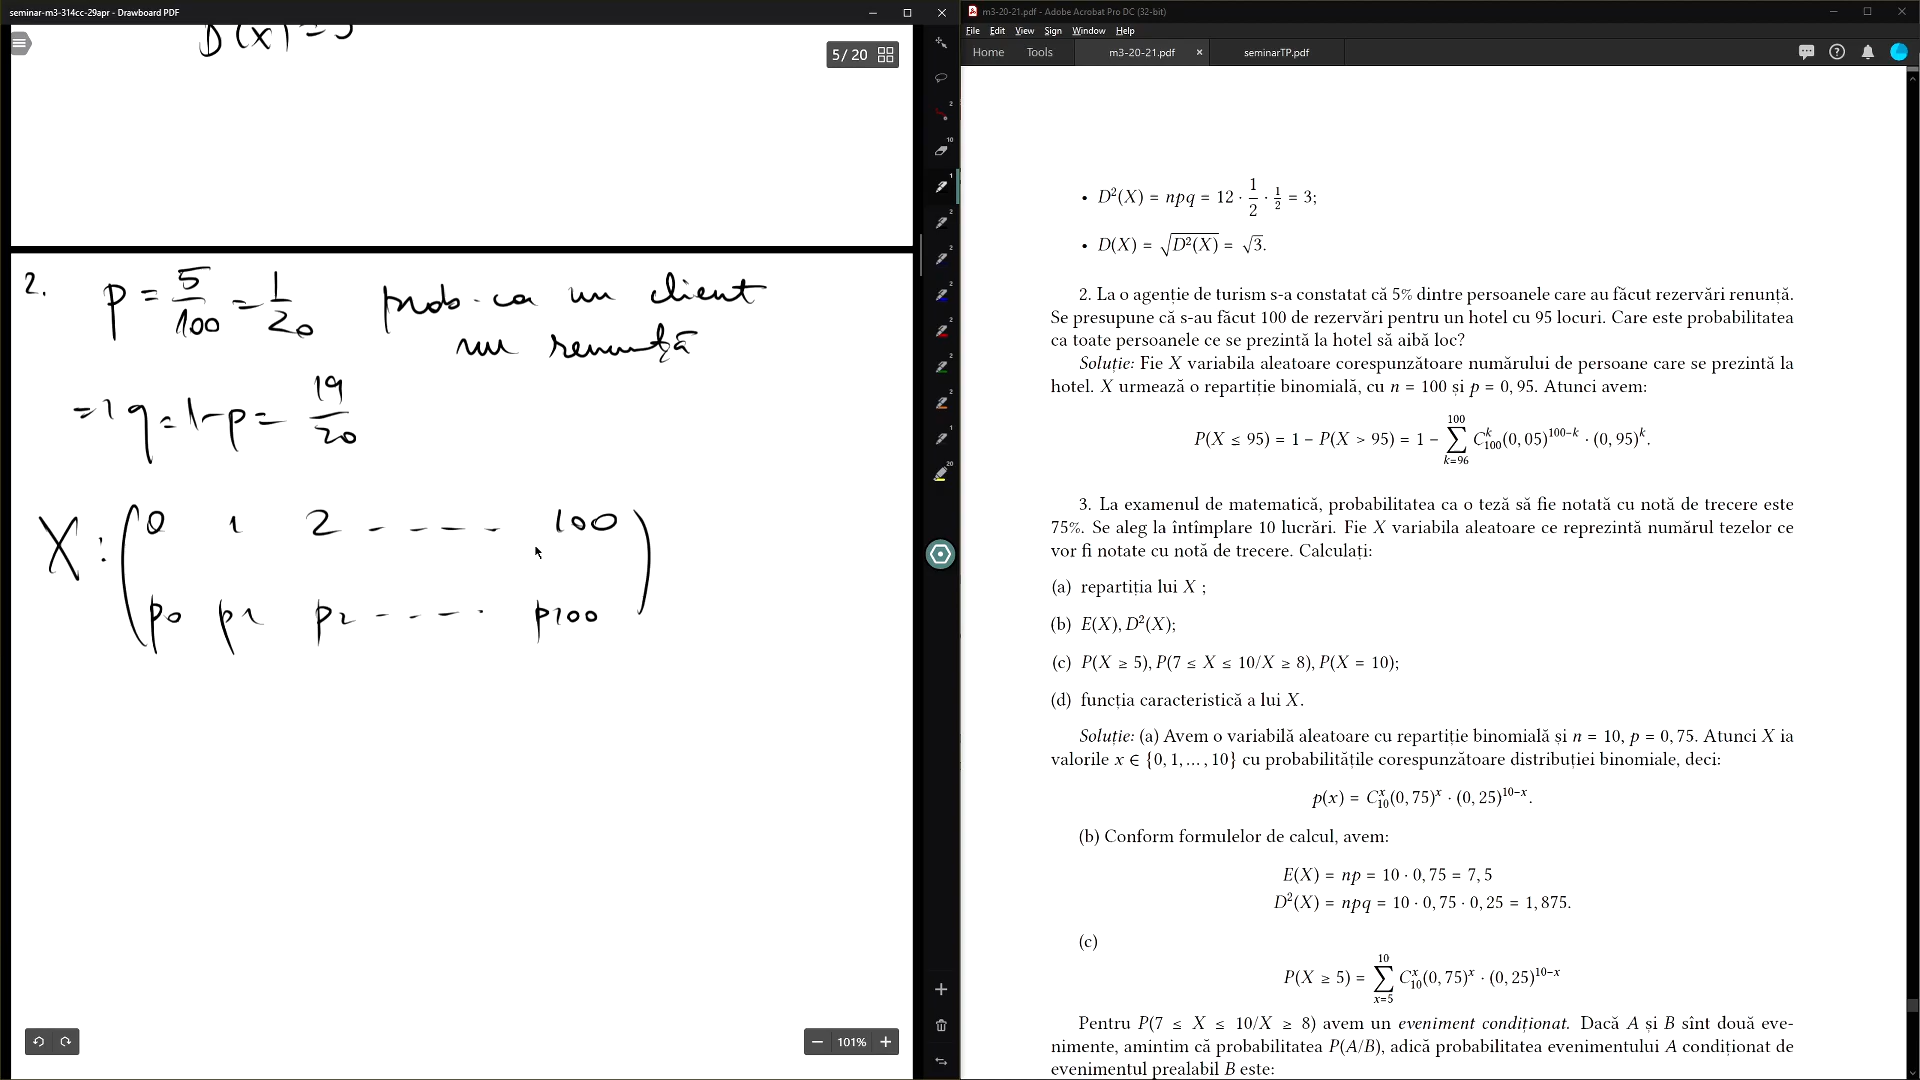 seminar-m3-314cc-29apr - Drawboard PDF
D(X) =
5/20
2. p = 5/100 = 1/20 prob. ca un client
nu renunță
=> q = 1-p = 19/20
X : ( 0 1 2 - - - - - 100 )
p0 p1 p2 - - - - - p100
101%
m3-20-21.pdf - Adobe Acrobat Pro DC (32-bit)
File Edit View Sign Window Help
Home Tools m3-20-21.pdf × seminarTP.pdf
• D²(X) = npq = 12 · 1/2 · 1/2 = 3;
• D(X) = √D²(X) = √3.
2. La o agenție de turism s-a constatat că 5% dintre persoanele care au făcut rezervări renunță.
Se presupune că s-au făcut 100 de rezervări pentru un hotel cu 95 locuri. Care este probabilitatea
ca toate persoanele ce se prezintă la hotel să aibă loc?
Soluție: Fie X variabila aleatoare corespunzătoare numărului de persoane care se prezintă la
hotel. X urmează o repartiție binomială, cu n = 100 și p = 0, 95. Atunci avem:
P(X ≤ 95) = 1 − P(X > 95) = 1 − ∑_{k=96}^{100} C_{100}^{k}(0, 05)^{100−k} · (0, 95)^{k}.
3. La examenul de matematică, probabilitatea ca o teză să fie notată cu notă de trecere este
75%. Se aleg la întîmplare 10 lucrări. Fie X variabila aleatoare ce reprezintă numărul tezelor ce
vor fi notate cu notă de trecere. Calculați:
(a) repartiția lui X ;
(b) E(X), D²(X);
(c) P(X ≥ 5), P(7 ≤ X ≤ 10/X ≥ 8), P(X = 10);
(d) funcția caracteristică a lui X.
Soluție: (a) Avem o variabilă aleatoare cu repartiție binomială și n = 10, p = 0, 75. Atunci X ia
valorile x ∈ {0, 1, … , 10} cu probabilitățile corespunzătoare distribuției binomiale, deci:
p(x) = C_{10}^{x}(0, 75)^{x} · (0, 25)^{10−x}.
(b) Conform formulelor de calcul, avem:
E(X) = np = 10 · 0, 75 = 7, 5
D²(X) = npq = 10 · 0, 75 · 0, 25 = 1, 875.
(c)
P(X ≥ 5) = ∑_{x=5}^{10} C_{10}^{x}(0, 75)^{x} · (0, 25)^{10−x}
Pentru P(7 ≤ X ≤ 10/X ≥ 8) avem un eveniment condiționat. Dacă A și B sînt două eve-
nimente, amintim că probabilitatea P(A/B), adică probabilitatea evenimentului A condiționat de
evenimentul prealabil B este: